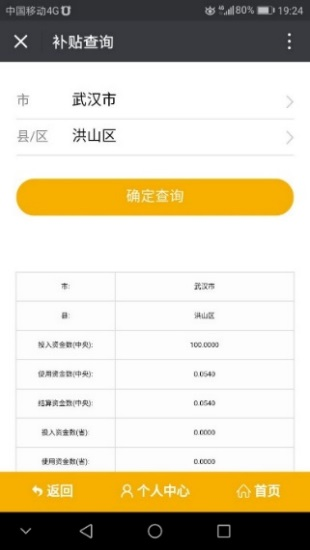 中国移动4G 4G 80% 19:24
补贴查询
市 武汉市
县/区 洪山区
确定查询
市: 武汉市
县: 洪山区
投入资金数(中央): 100.0000
使用资金数(中央): 0.0540
结算资金数(中央): 0.0540
投入资金数(省): 0.0000
使用资金数(省): 0.0000
返回 个人中心 首页